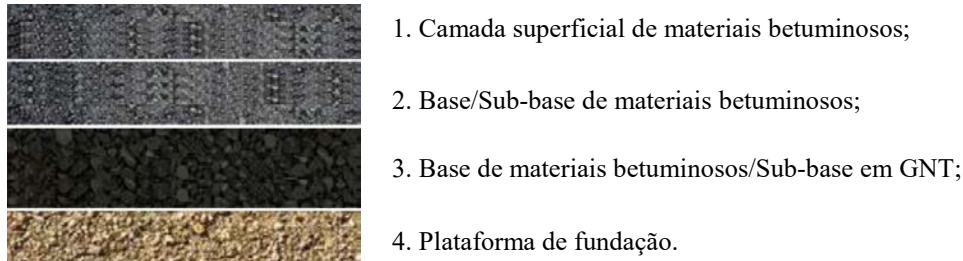 1. Camada superficial de materiais betuminosos;
2. Base/Sub-base de materiais betuminosos;
3. Base de materiais betuminosos/Sub-base em GNT;
4. Plataforma de fundação.